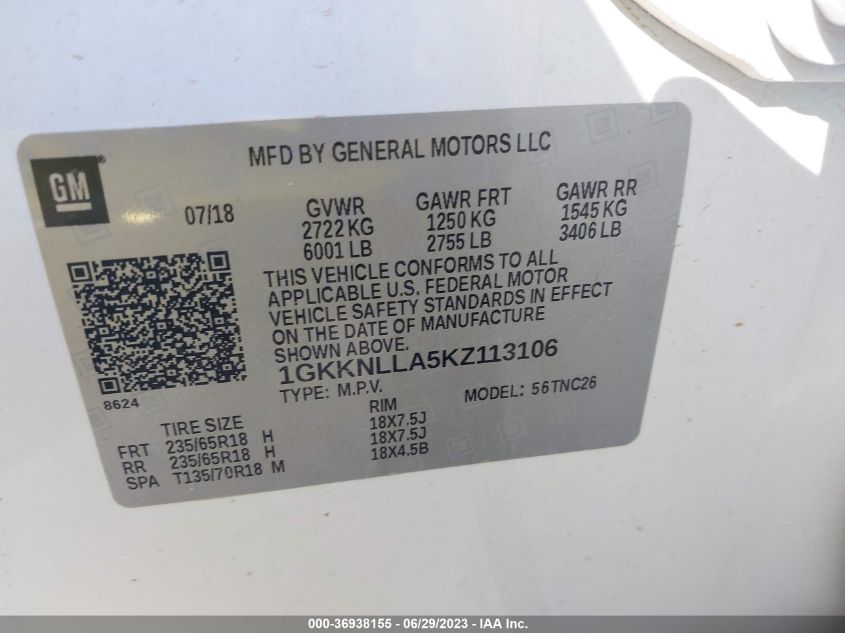 MFD BY GENERAL MOTORS LLC
GM ®
07/18 GVWR GAWR FRT GAWR RR
2722 KG 1250 KG 1545 KG
6001 LB 2755 LB 3406 LB
THIS VEHICLE CONFORMS TO ALL
APPLICABLE U.S. FEDERAL MOTOR
VEHICLE SAFETY STANDARDS IN EFFECT
ON THE DATE OF MANUFACTURE
SHOWN ABOVE.
1GKKNLLA5KZ113106
TYPE: M.P.V. MODEL: 56TNC26
8624
TIRE SIZE RIM
FRT 235/65R18 H 18X7.5J
RR 235/65R18 H 18X7.5J
SPA T135/70R18 M 18X4.5B
000-36938155 - 06/29/2023 - IAA Inc.